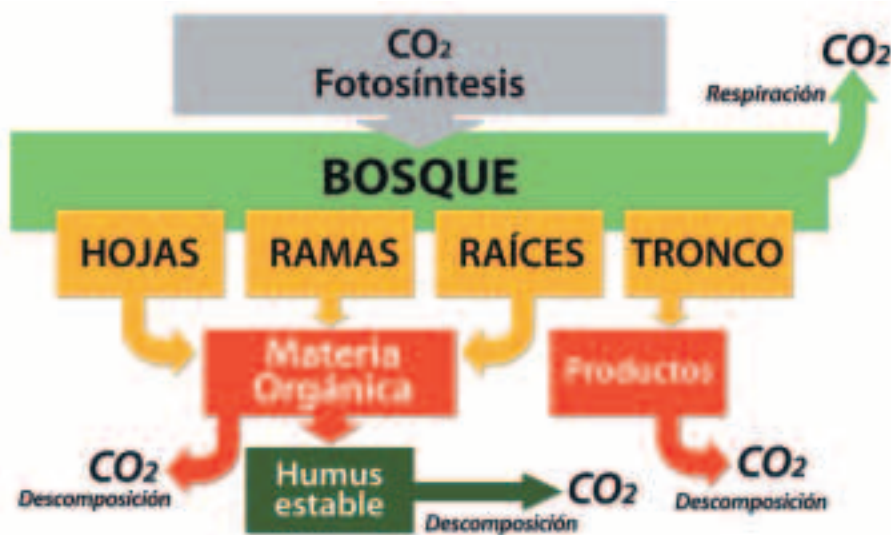 CO₂
Fotosíntesis
CO₂
Respiración
BOSQUE
HOJAS
RAMAS
RAÍCES
TRONCO
Materia
Orgánica
Productos
CO₂
Descomposición
Humus
estable
Descomposición
CO₂
CO₂
Descomposición